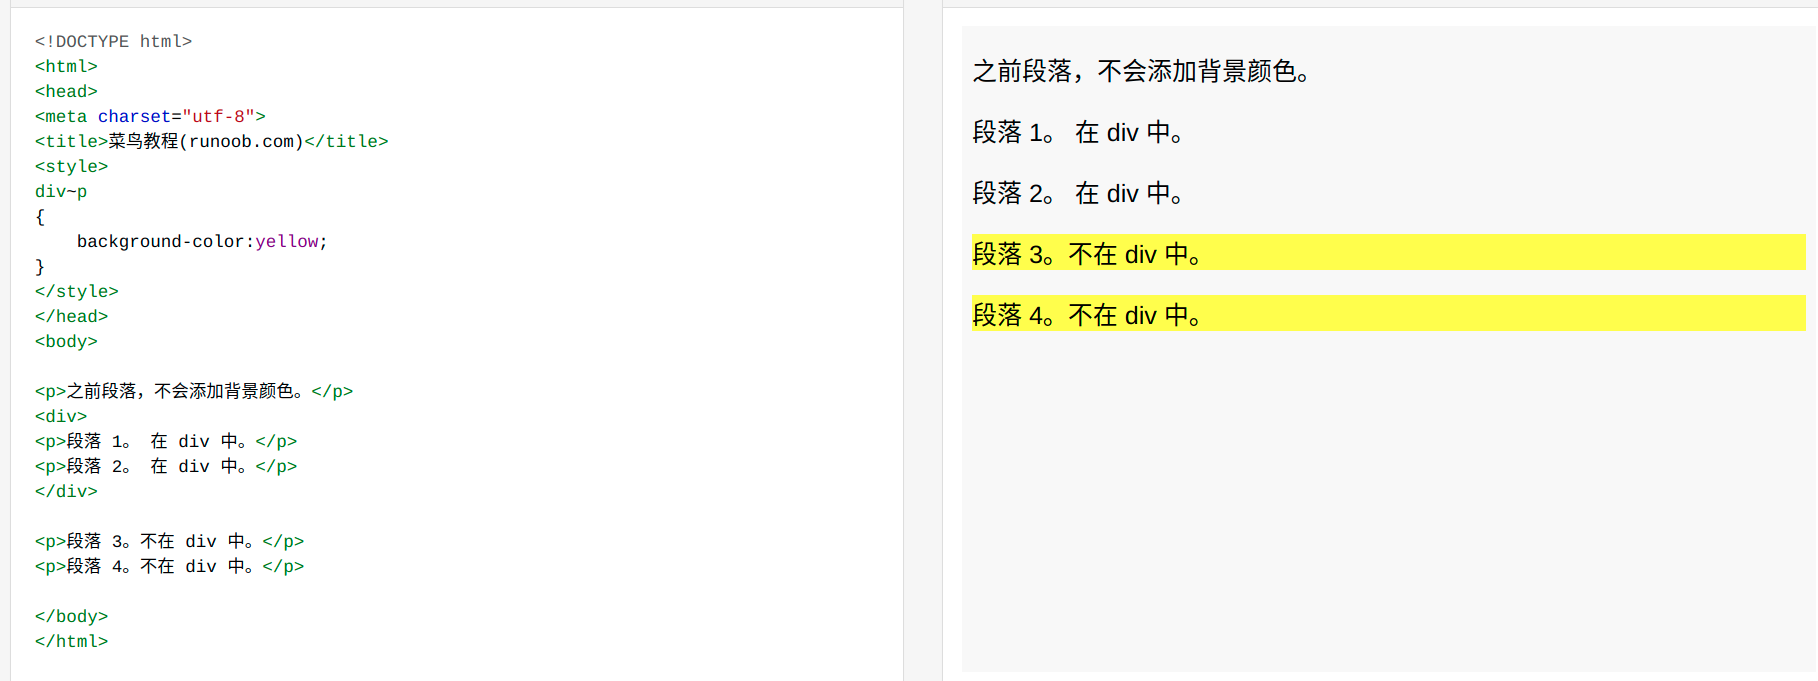 <!DOCTYPE html>
<html>
<head>
<meta charset="utf-8">
<title>菜鸟教程(runoob.com)</title>
<style>
div~p
{
    background-color:yellow;
}
</style>
</head>
<body>
<p>之前段落，不会添加背景颜色。</p>
<div>
<p>段落 1。 在 div 中。</p>
<p>段落 2。 在 div 中。</p>
</div>
<p>段落 3。不在 div 中。</p>
<p>段落 4。不在 div 中。</p>
</body>
</html>
之前段落，不会添加背景颜色。
段落 1。 在 div 中。
段落 2。 在 div 中。
段落 3。不在 div 中。
段落 4。不在 div 中。